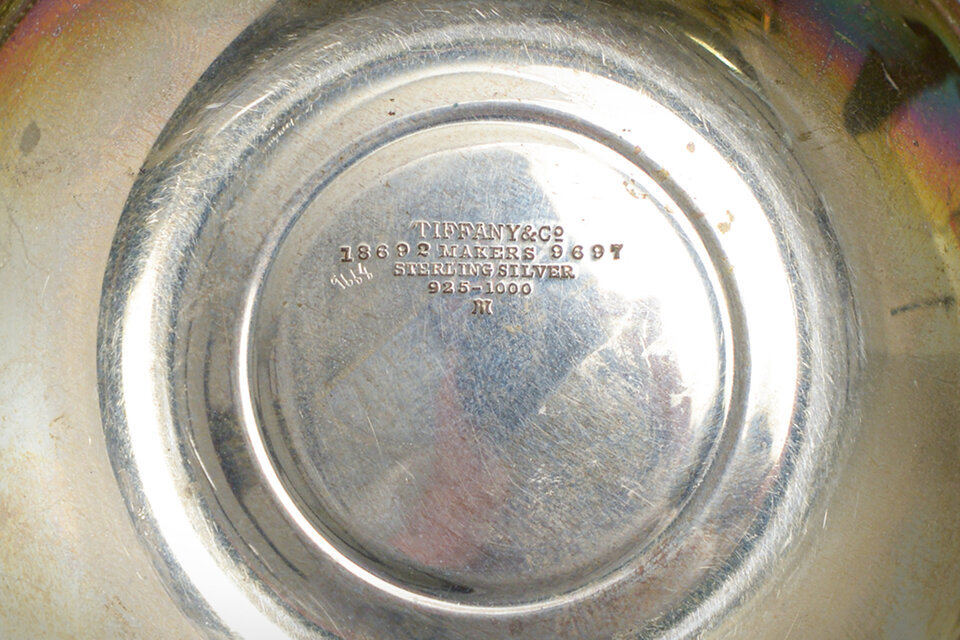 TIFFANY&Co
18692 MAKERS 9697
STERLING SILVER
925-1000
M